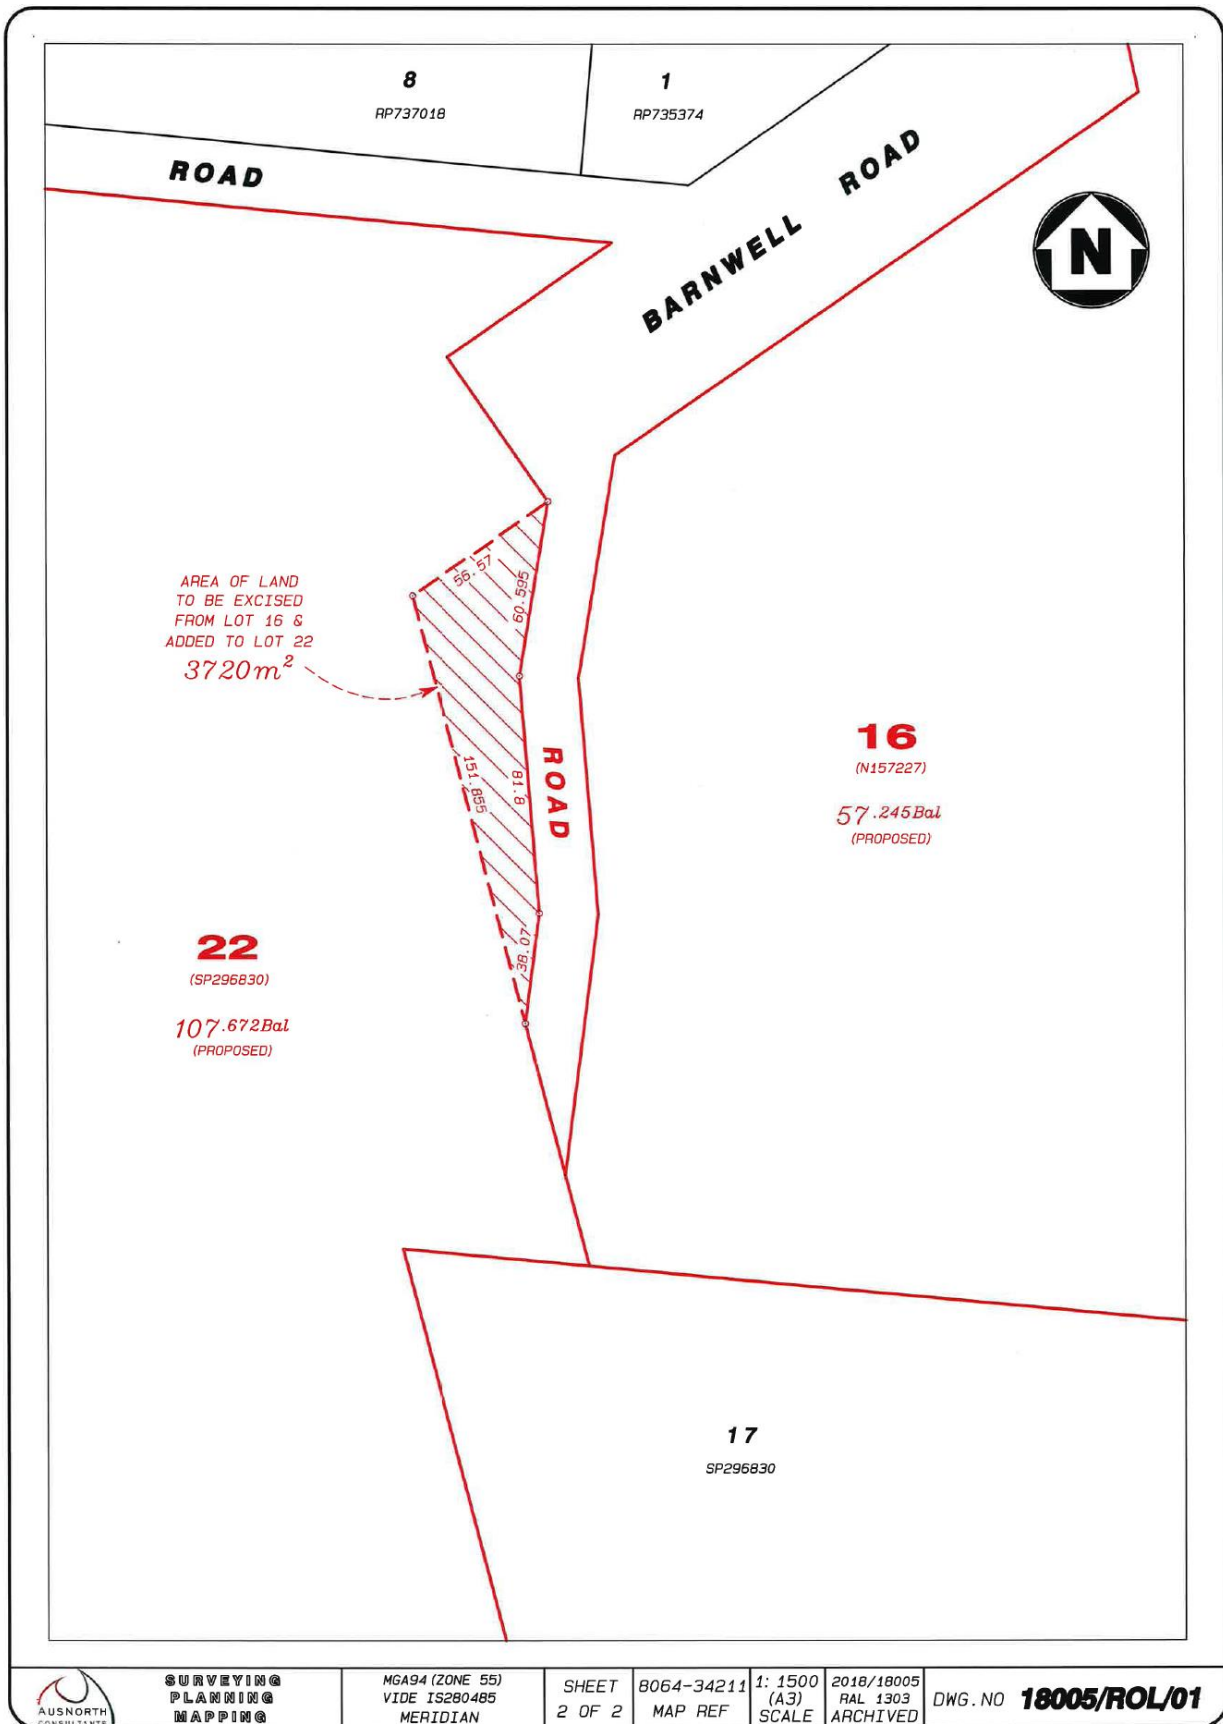 8
RP737018
1
RP735374
ROAD
BARNWELL ROAD
N
AREA OF LAND
TO BE EXCISED
FROM LOT 16 &
ADDED TO LOT 22
3720m²
56.57
60.595
151.855
81.8
38.07
ROAD
16
(N157227)
57.245Bal
(PROPOSED)
22
(SP296830)
107.672Bal
(PROPOSED)
17
SP296830
AUSNORTH
CONSULTANTS
SURVEYING
PLANNING
MAPPING
MGA94 (ZONE 55)
VIDE IS280485
MERIDIAN
SHEET
2 OF 2
8064-34211
MAP REF
1: 1500
(A3)
SCALE
2018/18005
RAL 1303
ARCHIVED
DWG.NO 18005/ROL/01